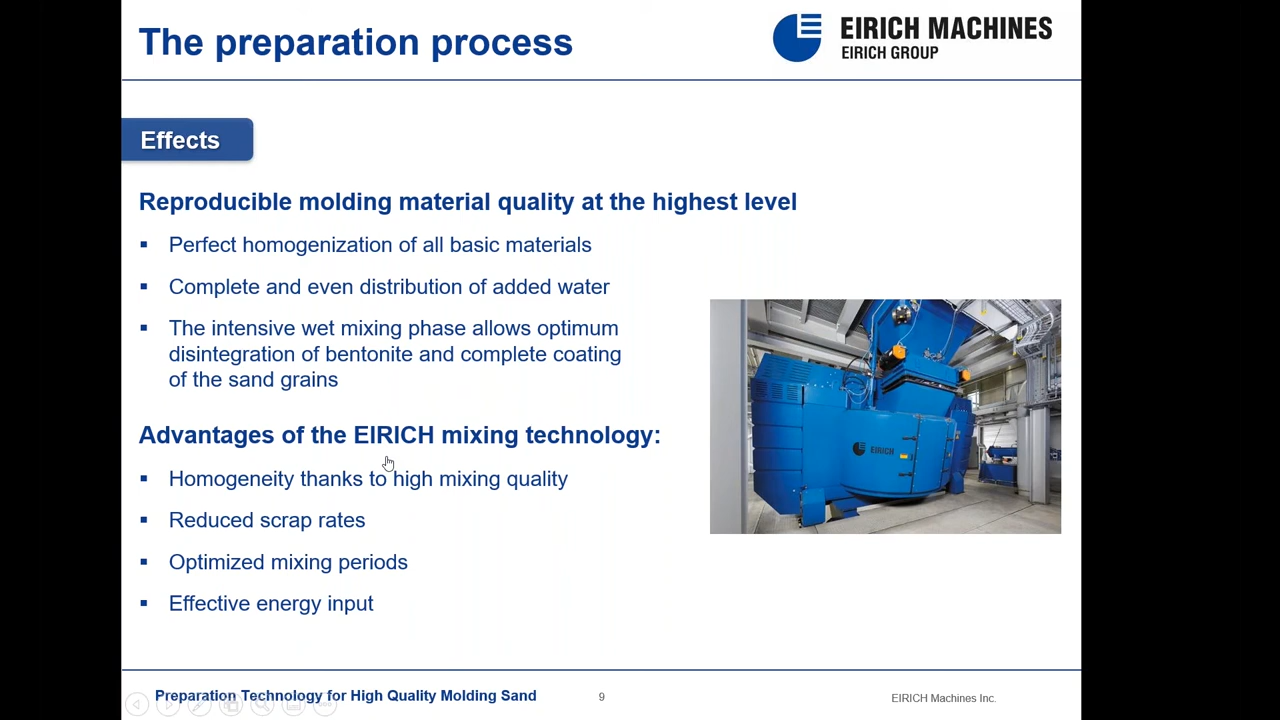 The preparation process
EIRICH MACHINES
EIRICH GROUP
Effects
Reproducible molding material quality at the highest level
▪ Perfect homogenization of all basic materials
▪ Complete and even distribution of added water
▪ The intensive wet mixing phase allows optimum
disintegration of bentonite and complete coating
of the sand grains
Advantages of the EIRICH mixing technology:
▪ Homogeneity thanks to high mixing quality
▪ Reduced scrap rates
▪ Optimized mixing periods
▪ Effective energy input
EIRICH
Preparation Technology for High Quality Molding Sand
9
EIRICH Machines Inc.